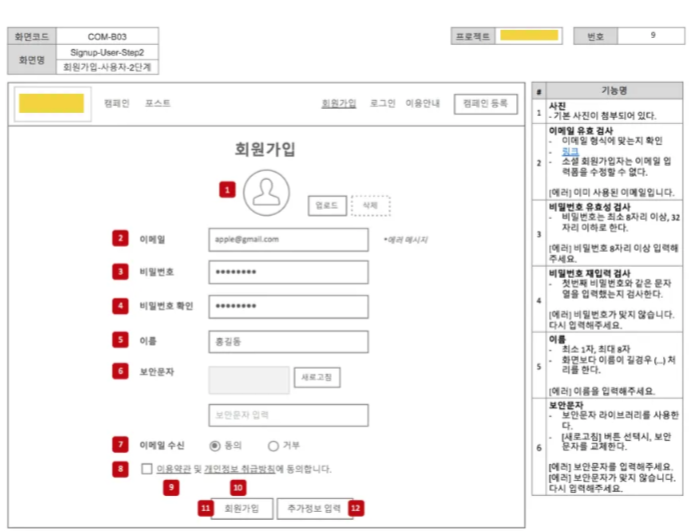 화면코드 COM-B03
화면명 Signup-User-Step2
회원가입-사용자-2단계
프로젝트
번호 9
캠페인 포스트 회원가입 로그인 이용안내 캠페인 등록
회원가입
1
업로드 삭제
2 이메일 apple@gmail.com *에러 메시지
3 비밀번호 ●●●●●●●●
4 비밀번호 확인 ●●●●●●●●
5 이름 홍길동
6 보안문자 새로고침
보안문자 입력
7 이메일 수신 동의 거부
8 이용약관 및 개인정보 취급방침에 동의합니다.
9 10
11 회원가입 추가정보 입력 12
# 기능명
1 사진
- 기본 사진이 첨부되어 있다.
2 이메일 유효 검사
- 이메일 형식에 맞는지 확인
- 링크
- 소셜 회원가입자는 이메일 입
력폼을 수정할 수 없다.
[에러] 이미 사용된 이메일입니다.
3 비밀번호 유효성 검사
- 비밀번호는 최소 8자리 이상, 32
자리 이하로 한다.
[에러] 비밀번호 8자리 이상 입력해
주세요.
4 비밀번호 재입력 검사
- 첫번째 비밀번호와 같은 문자
열을 입력했는지 검사한다.
[에러] 비밀번호가 맞지 않습니다.
다시 입력해주세요.
5 이름
- 최소 1자, 최대 8자
- 화면보다 이름이 길경우 (...) 처
리를 한다.
[에러] 이름을 입력해주세요.
6 보안문자
- 보안문자 라이브러리를 사용한
다.
- [새로고침] 버튼 선택시, 보안
문자를 교체한다.
[에러] 보안문자를 입력해주세요.
[에러] 보안문자가 맞지 않습니다.
다시 입력해주세요.